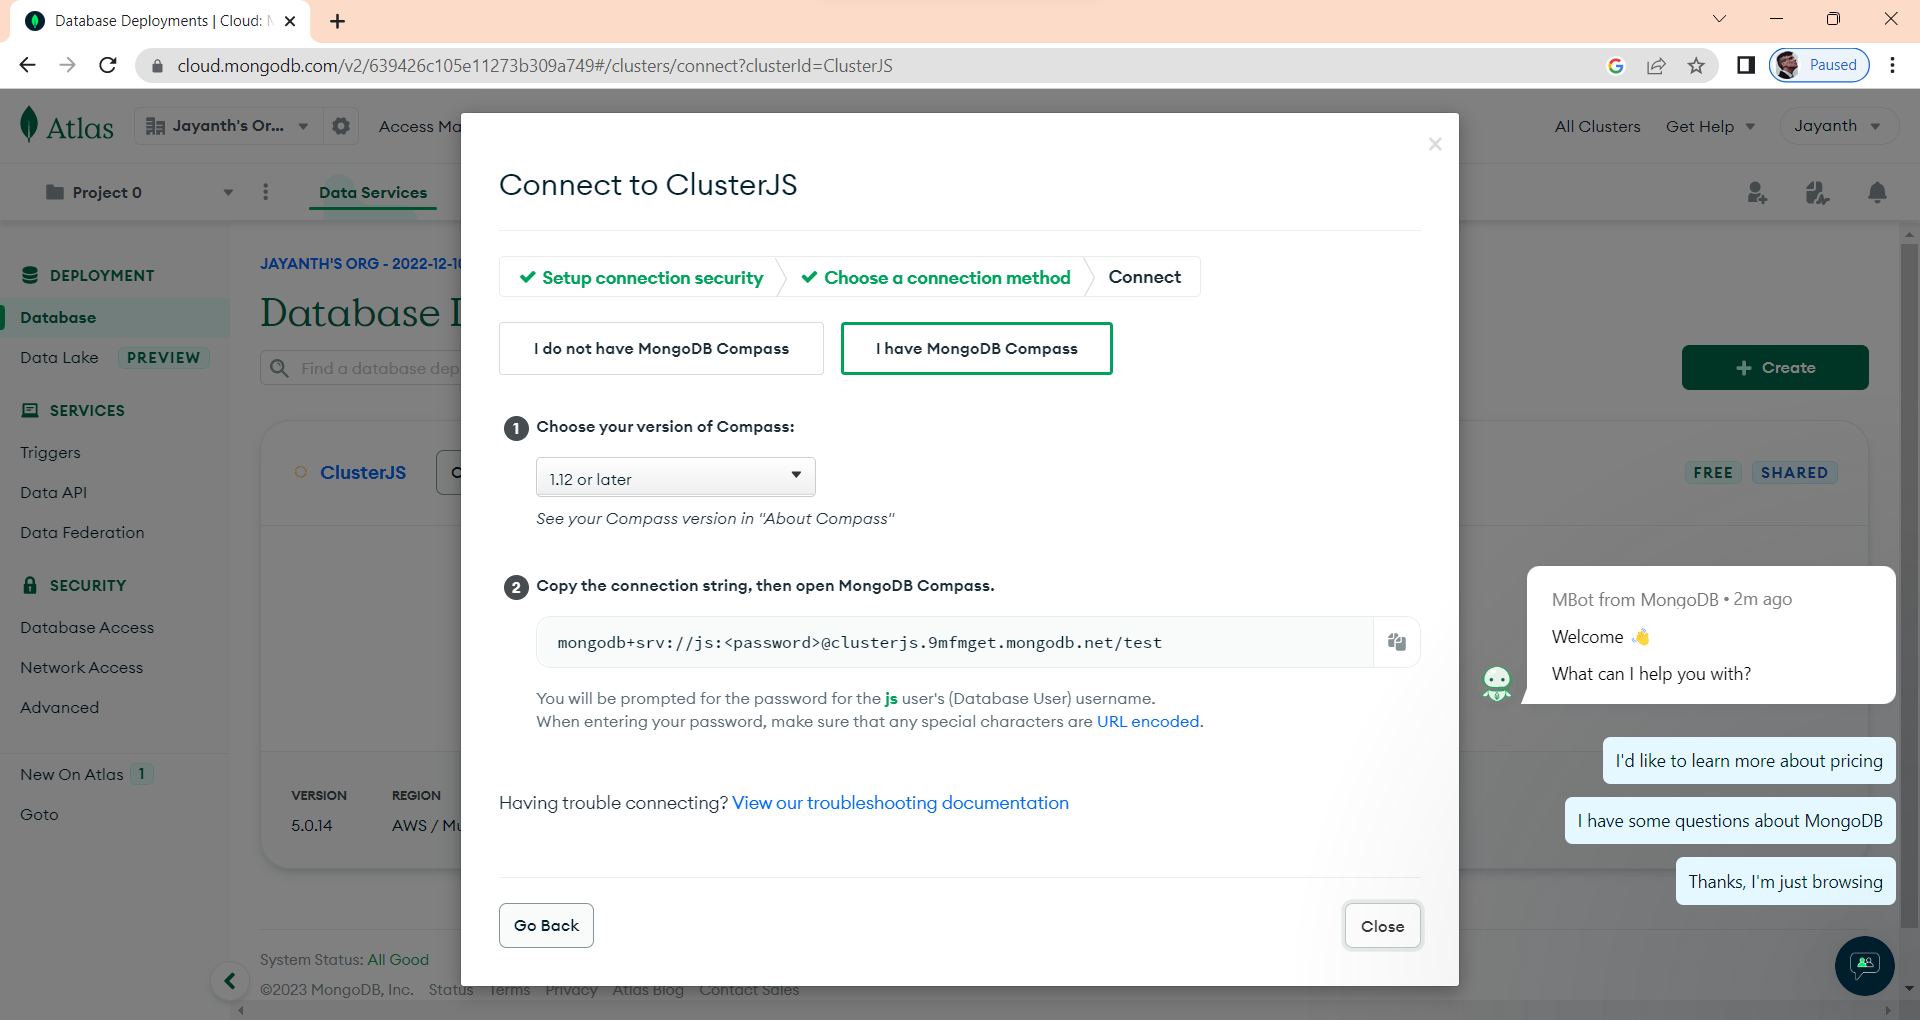 Database Deployments | Cloud:
cloud.mongodb.com/v2/639426c105e11273b309a749#/clusters/connect?clusterId=ClusterJS
Paused
Atlas
Jayanth's Or...
Access Ma
All Clusters
Get Help
Jayanth
Project 0
Data Services
DEPLOYMENT
Database
Data Lake
PREVIEW
SERVICES
Triggers
Data API
Data Federation
SECURITY
Database Access
Network Access
Advanced
New On Atlas 1
Goto
JAYANTH'S ORG - 2022-12-10
Database D
Find a database dep
+ Create
ClusterJS
FREE
SHARED
VERSION
REGION
5.0.14
AWS / Mu
System Status: All Good
©2023 MongoDB, Inc. Status Terms Privacy Atlas Blog Contact Sales
Connect to ClusterJS
Setup connection security
Choose a connection method
Connect
I do not have MongoDB Compass
I have MongoDB Compass
1 Choose your version of Compass:
1.12 or later
See your Compass version in "About Compass"
2 Copy the connection string, then open MongoDB Compass.
mongodb+srv://js:<password>@clusterjs.9mfmget.mongodb.net/test
You will be prompted for the password for the js user's (Database User) username.
When entering your password, make sure that any special characters are URL encoded.
Having trouble connecting? View our troubleshooting documentation
Go Back
Close
MBot from MongoDB • 2m ago
Welcome 👋
What can I help you with?
I'd like to learn more about pricing
I have some questions about MongoDB
Thanks, I'm just browsing